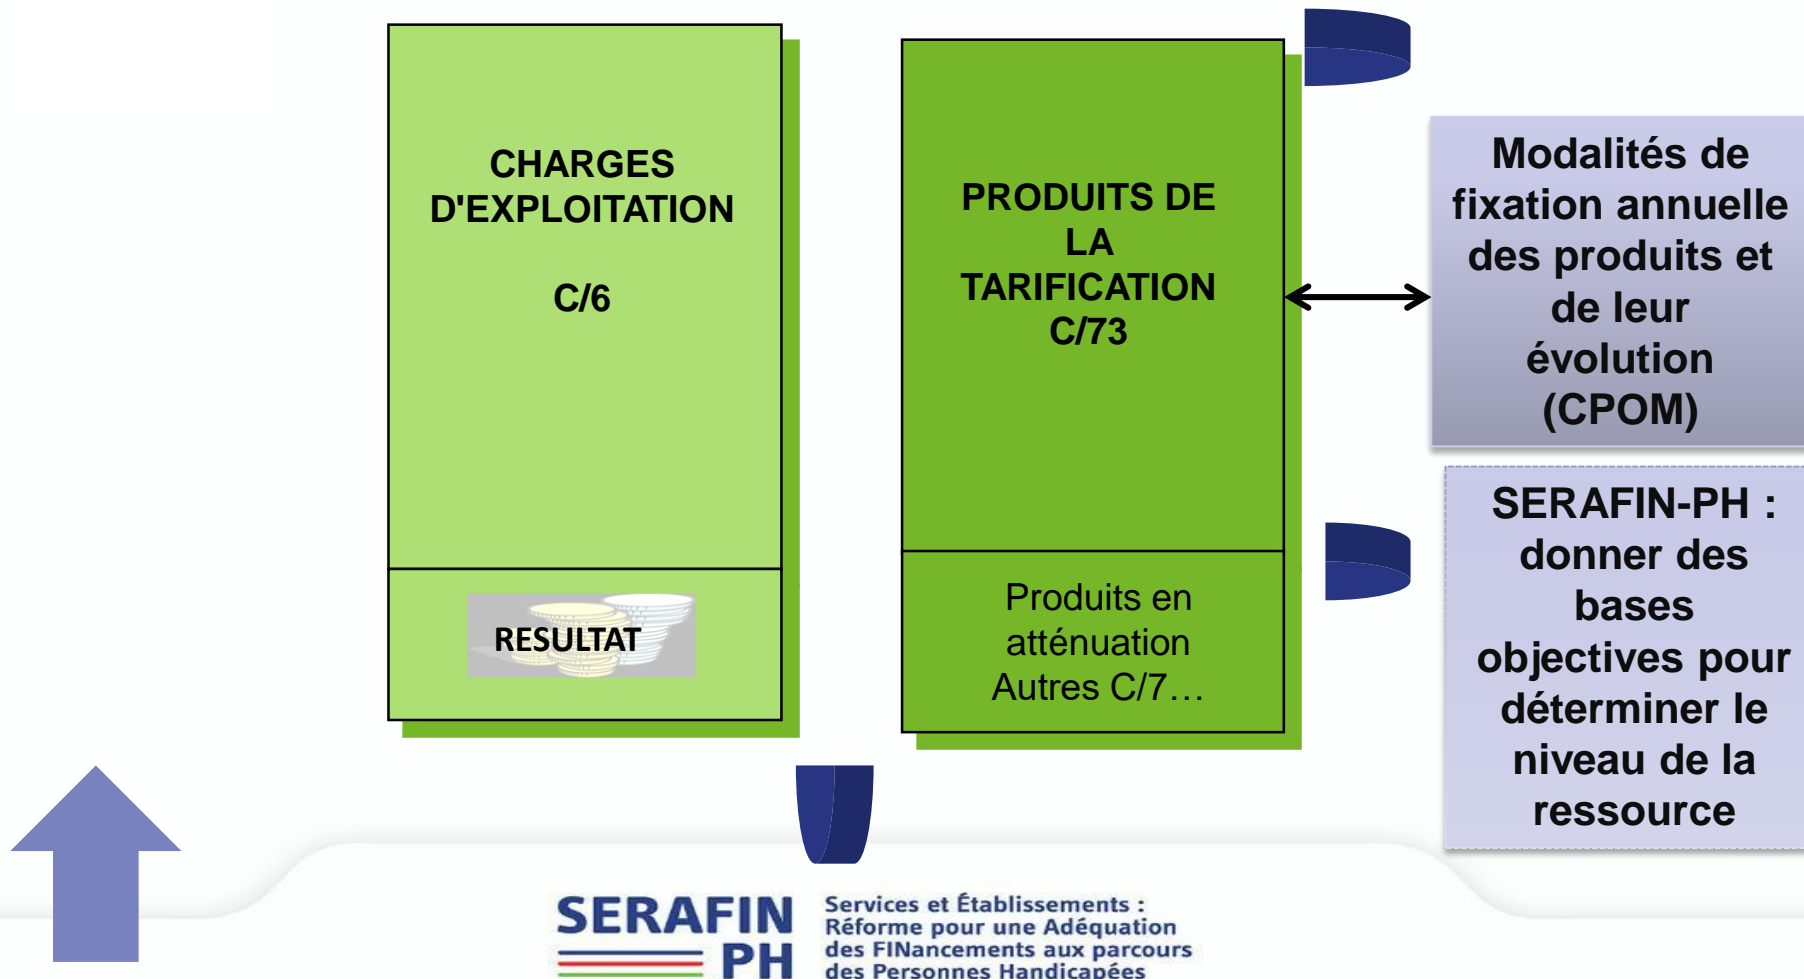 CHARGES
D'EXPLOITATION
C/6
RESULTAT
PRODUITS DE
LA
TARIFICATION
C/73
Produits en
atténuation
Autres C/7…
Modalités de
fixation annuelle
des produits et
de leur
évolution
(CPOM)
SERAFIN-PH :
donner des
bases
objectives pour
déterminer le
niveau de la
ressource
SERAFIN
PH
Services et Établissements :
Réforme pour une Adéquation
des FINancements aux parcours
des Personnes Handicapées